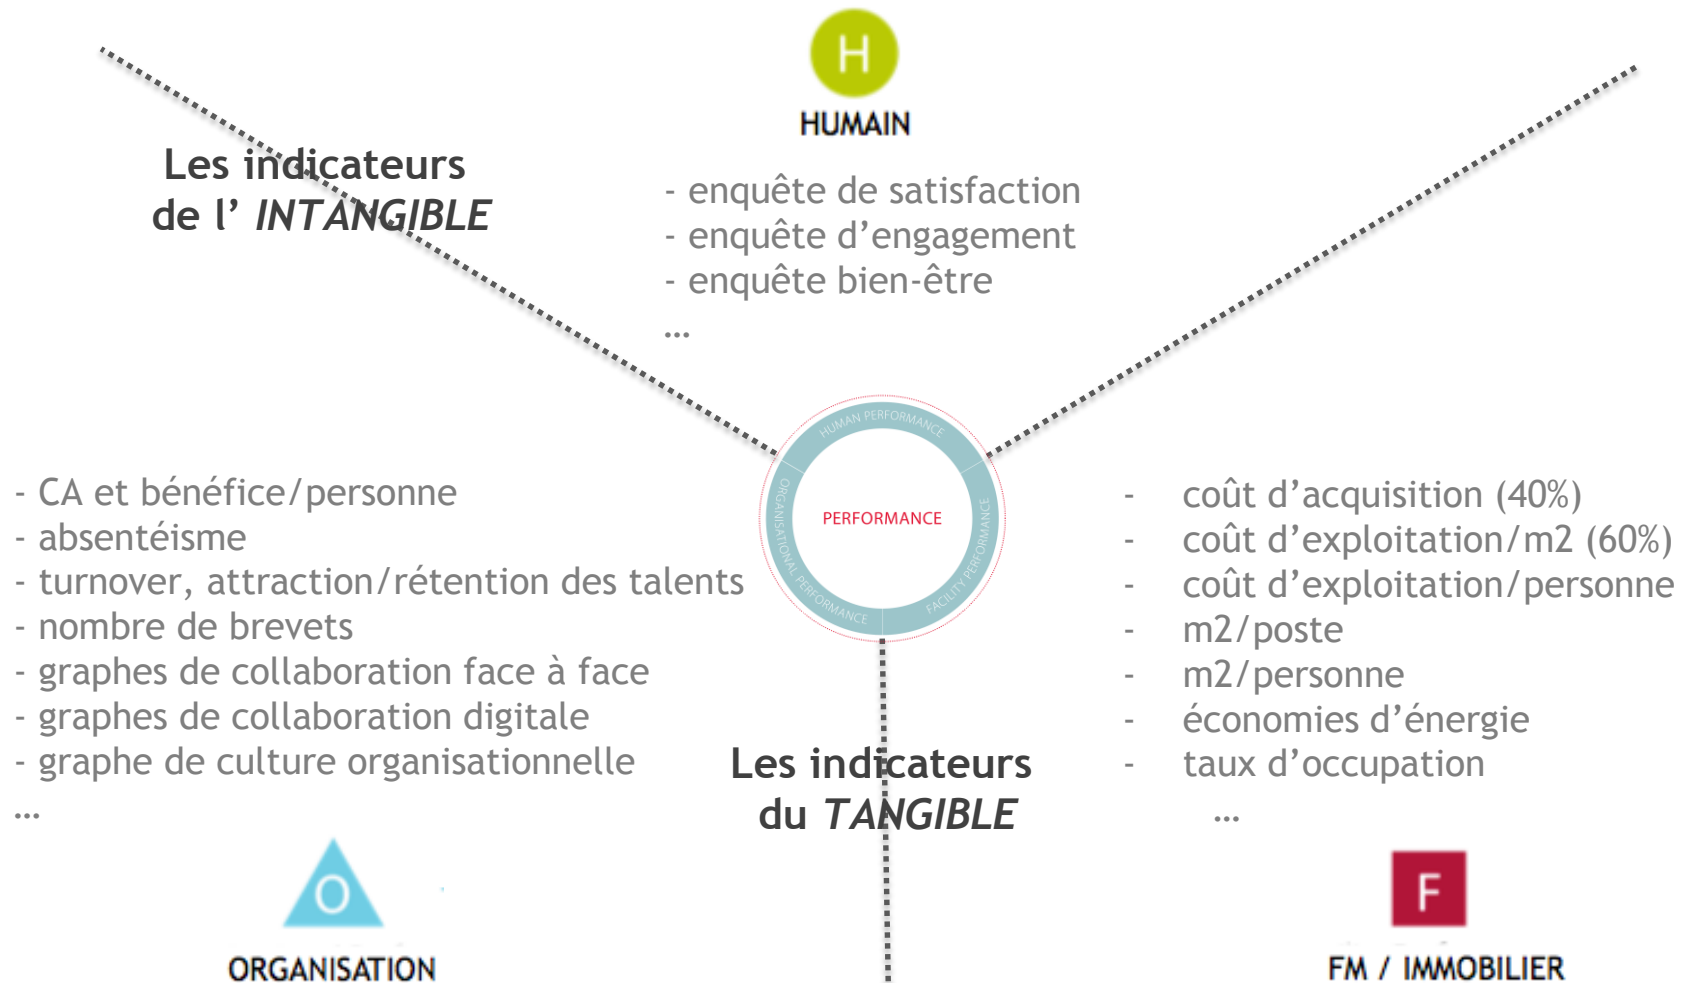 H
HUMAIN
Les indicateurs
de l’ INTANGIBLE
- enquête de satisfaction
- enquête d’engagement
- enquête bien-être
...
HUMAN PERFORMANCE
ORGANISATIONAL PERFORMANCE
FACILITY PERFORMANCE
PERFORMANCE
- CA et bénéfice/personne
- absentéisme
- turnover, attraction/rétention des talents
- nombre de brevets
- graphes de collaboration face à face
- graphes de collaboration digitale
- graphe de culture organisationnelle
...
O
ORGANISATION
Les indicateurs
du TANGIBLE
- coût d’acquisition (40%)
- coût d’exploitation/m2 (60%)
- coût d’exploitation/personne
- m2/poste
- m2/personne
- économies d’énergie
- taux d’occupation
...
F
FM / IMMOBILIER